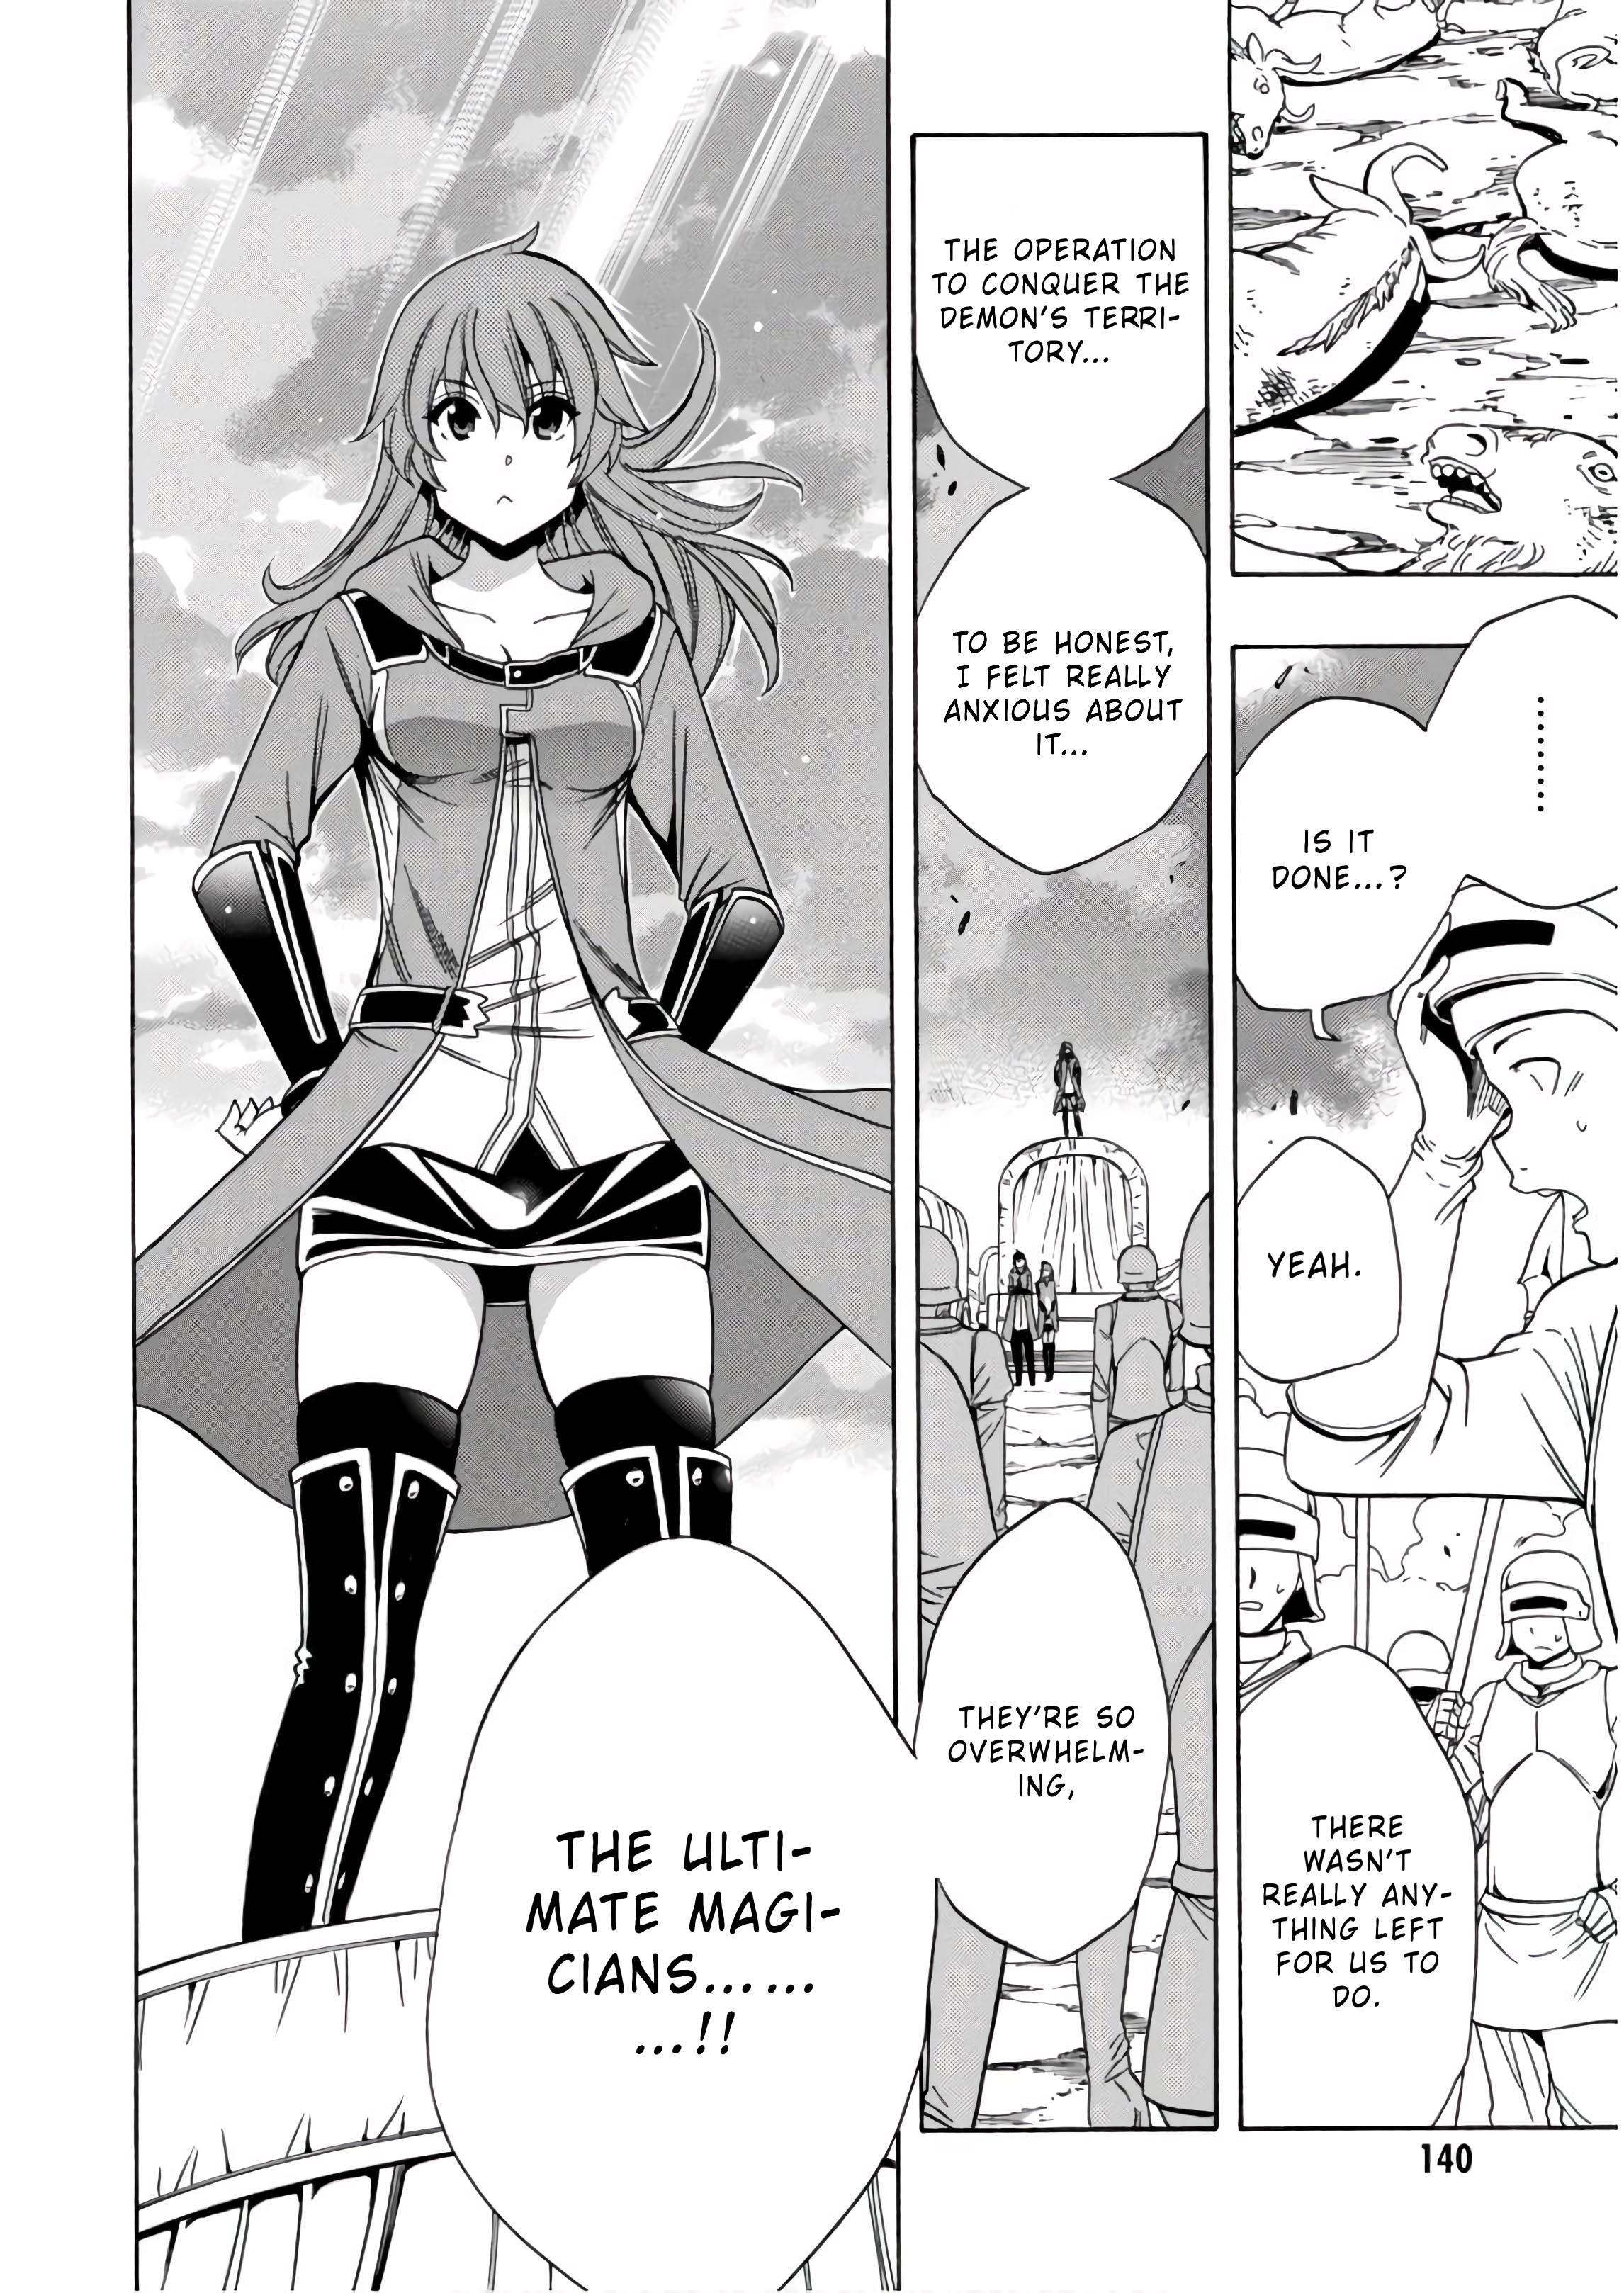 .........
IS IT
DONE...?
YEAH.
THERE
WASN'T
REALLY ANY-
THING LEFT
FOR US TO
DO.
THE OPERATION
TO CONQUER THE
DEMON'S TERRI-
TORY...
TO BE HONEST,
I FELT REALLY
ANXIOUS ABOUT
IT...
THEY'RE SO
OVERWHELM-
ING,
THE ULTI-
MATE MAGI-
CIANS......
...!!
140